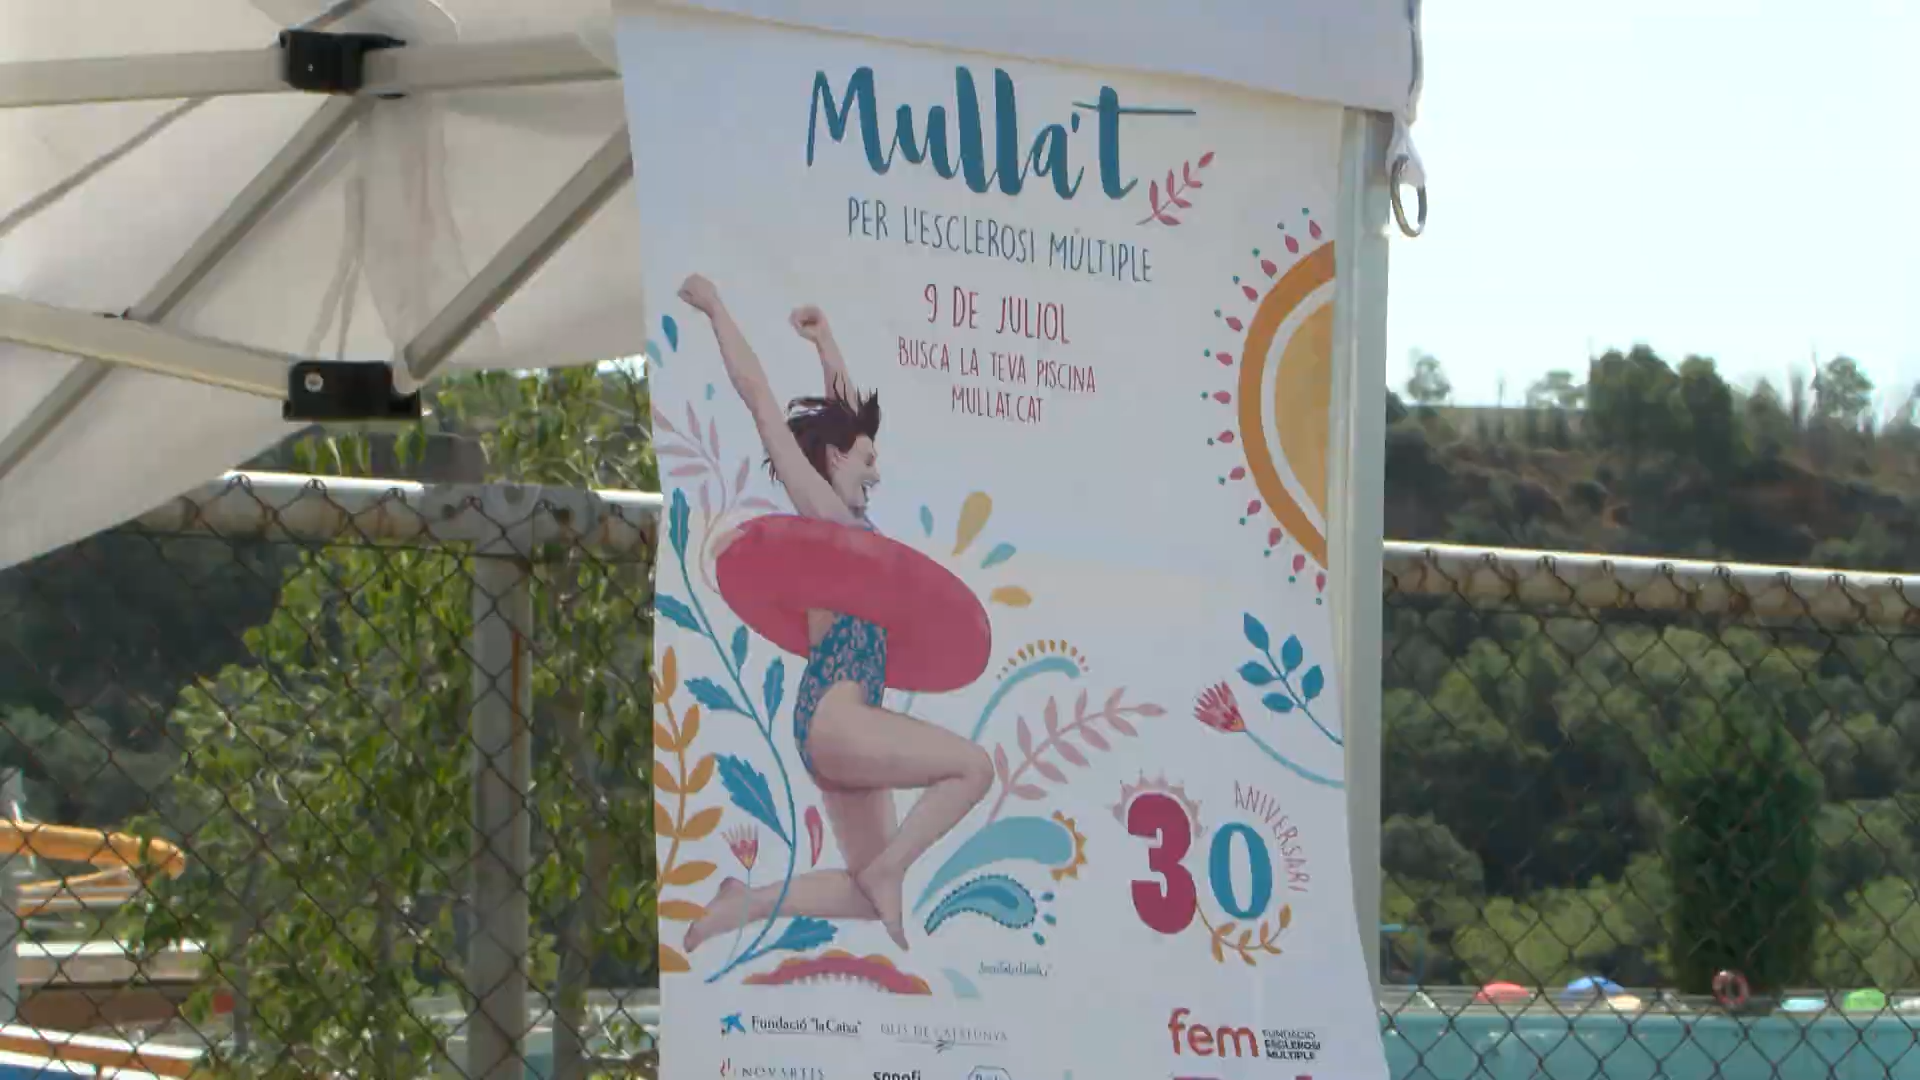 Mulla't
PER L'ESCLEROSI MÚLTIPLE
9 DE JULIOL
BUSCA LA TEVA PISCINA
MULLAT.CAT
30
ANIVERSARI
Fundació "la Caixa"
fem
FUNDACIÓ
ESCLEROSI
MÚLTIPLE
NOVARTIS
sanofi